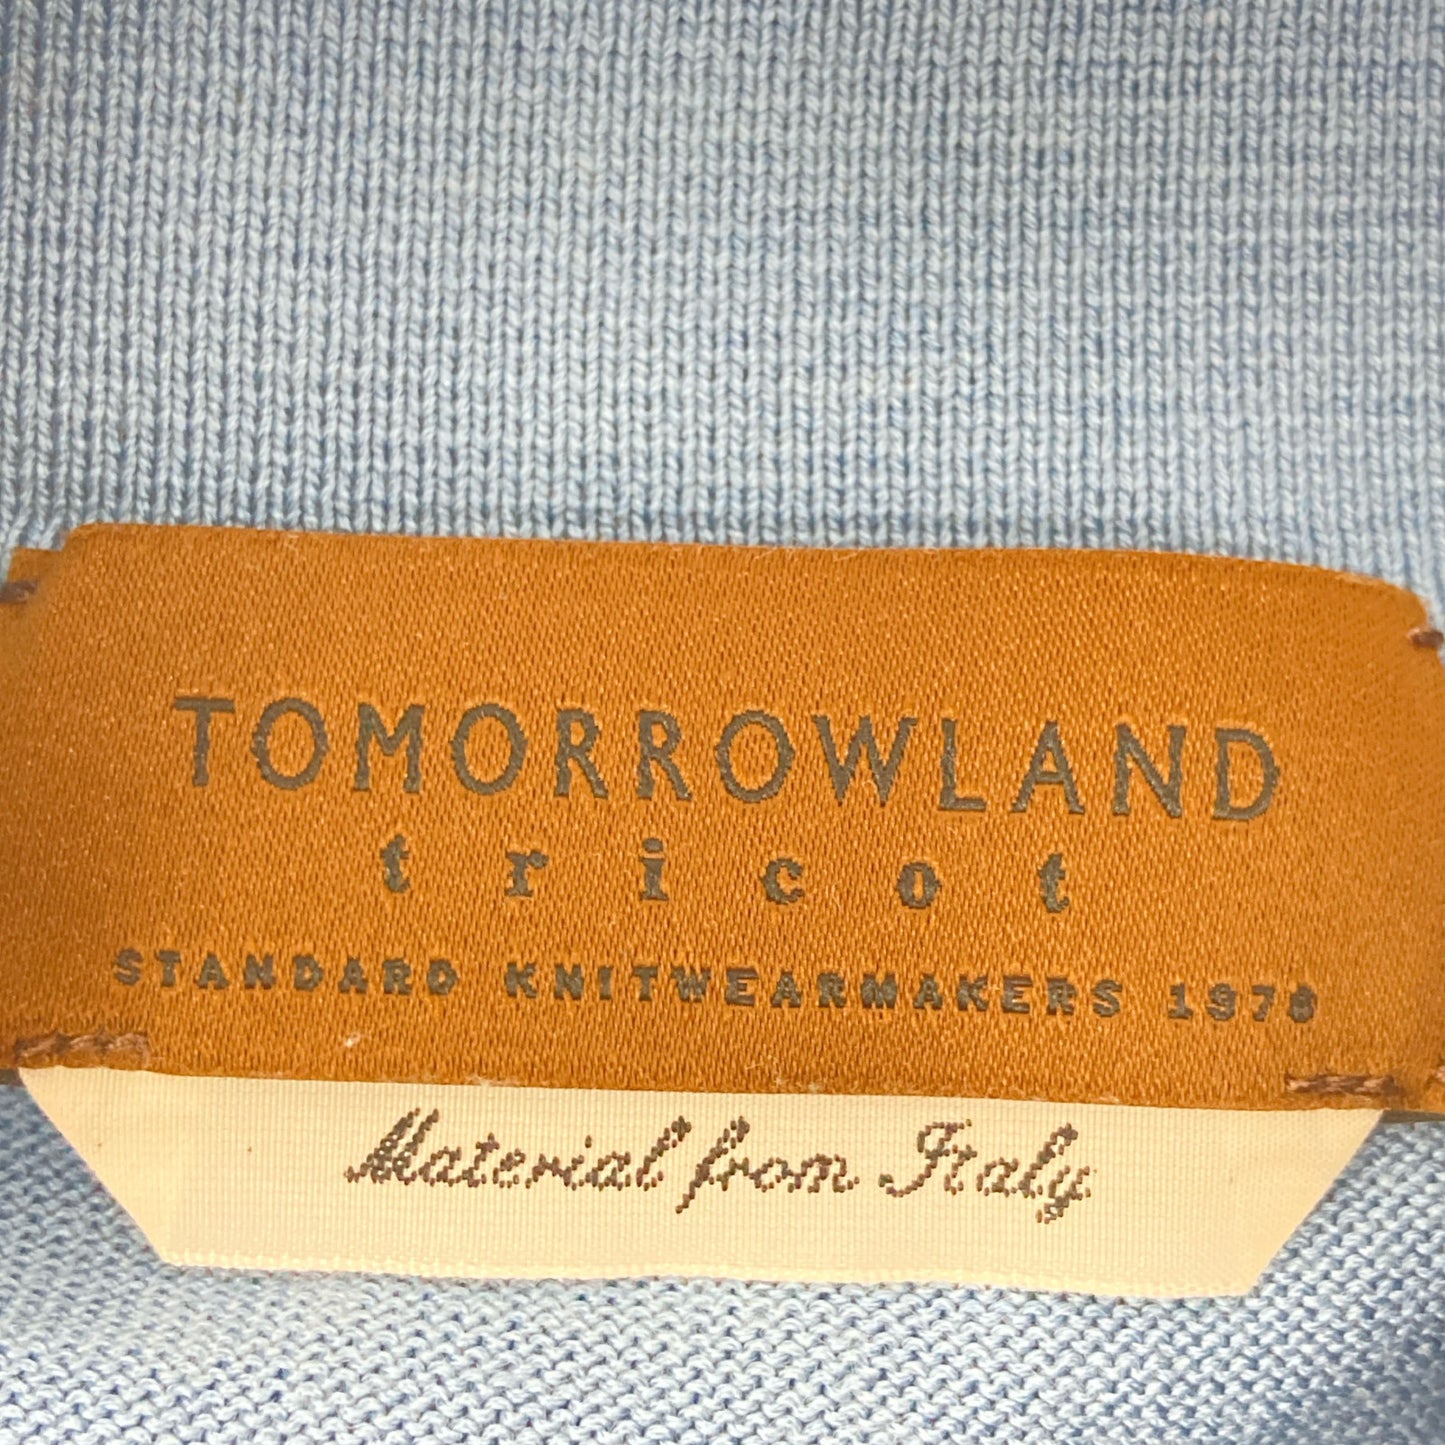 TOMORROWLAND
tricot
STANDARD KNITWEARMAKERS 1978
Material from Italy